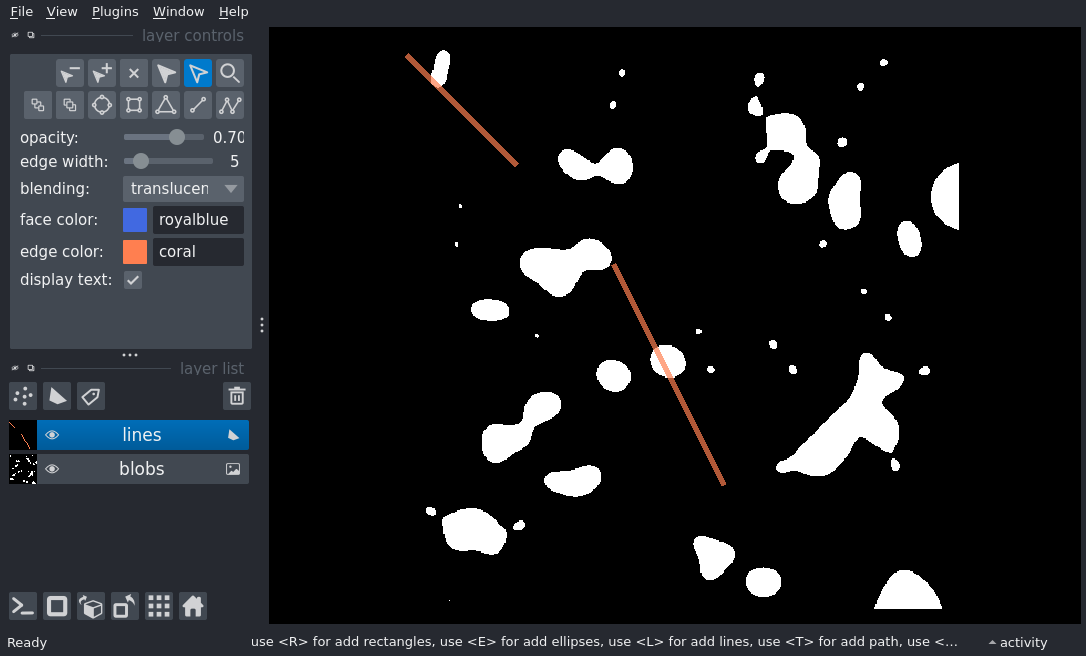 File View Plugins Window Help
layer controls
opacity: 0.70
edge width: 5
blending: translucen
face color: royalblue
edge color: coral
display text:
layer list
lines
blobs
Ready use <R> for add rectangles, use <E> for add ellipses, use <L> for add lines, use <T> for add path, use <... activity